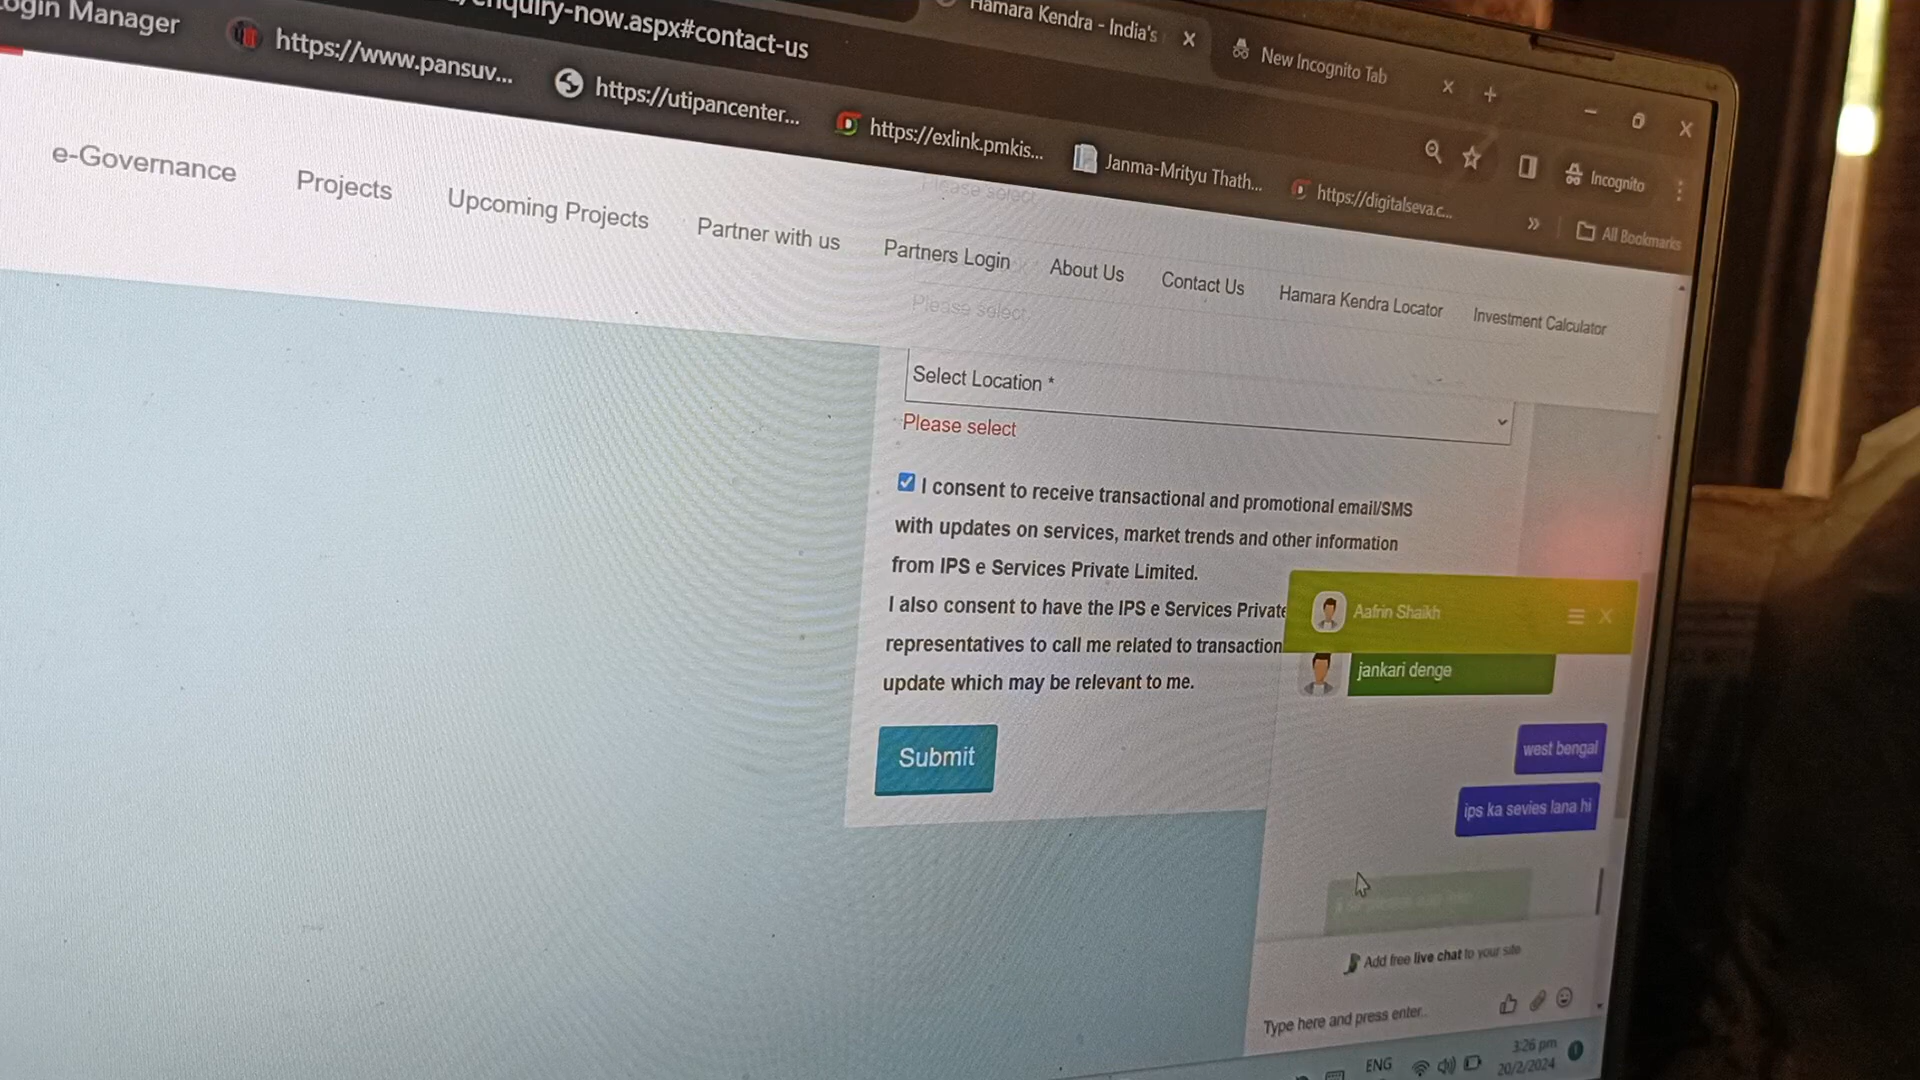 Login Manager
https://www.pansuv...
enquiry-now.aspx#contact-us
https://utipancenter...
Hamara Kendra - India's
New Incognito Tab
https://exlink.pmkis...
Janma-Mrityu Thath...
https://digitalseva.c...
Incognito
All Bookmarks
e-Governance
Projects
Upcoming Projects
Partner with us
Partners Login
About Us
Contact Us
Hamara Kendra Locator
Investment Calculator
Please select
Please select
Select Location *
Please select
I consent to receive transactional and promotional email/SMS
with updates on services, market trends and other information
from IPS e Services Private Limited.
I also consent to have the IPS e Services Private
representatives to call me related to transaction
update which may be relevant to me.
Submit
Aafrin Shaikh
jankari denge
west bengal
ips ka sevies lana hi
Add free live chat to your site
Type here and press enter..
ENG
3:26 pm
20/2/2024